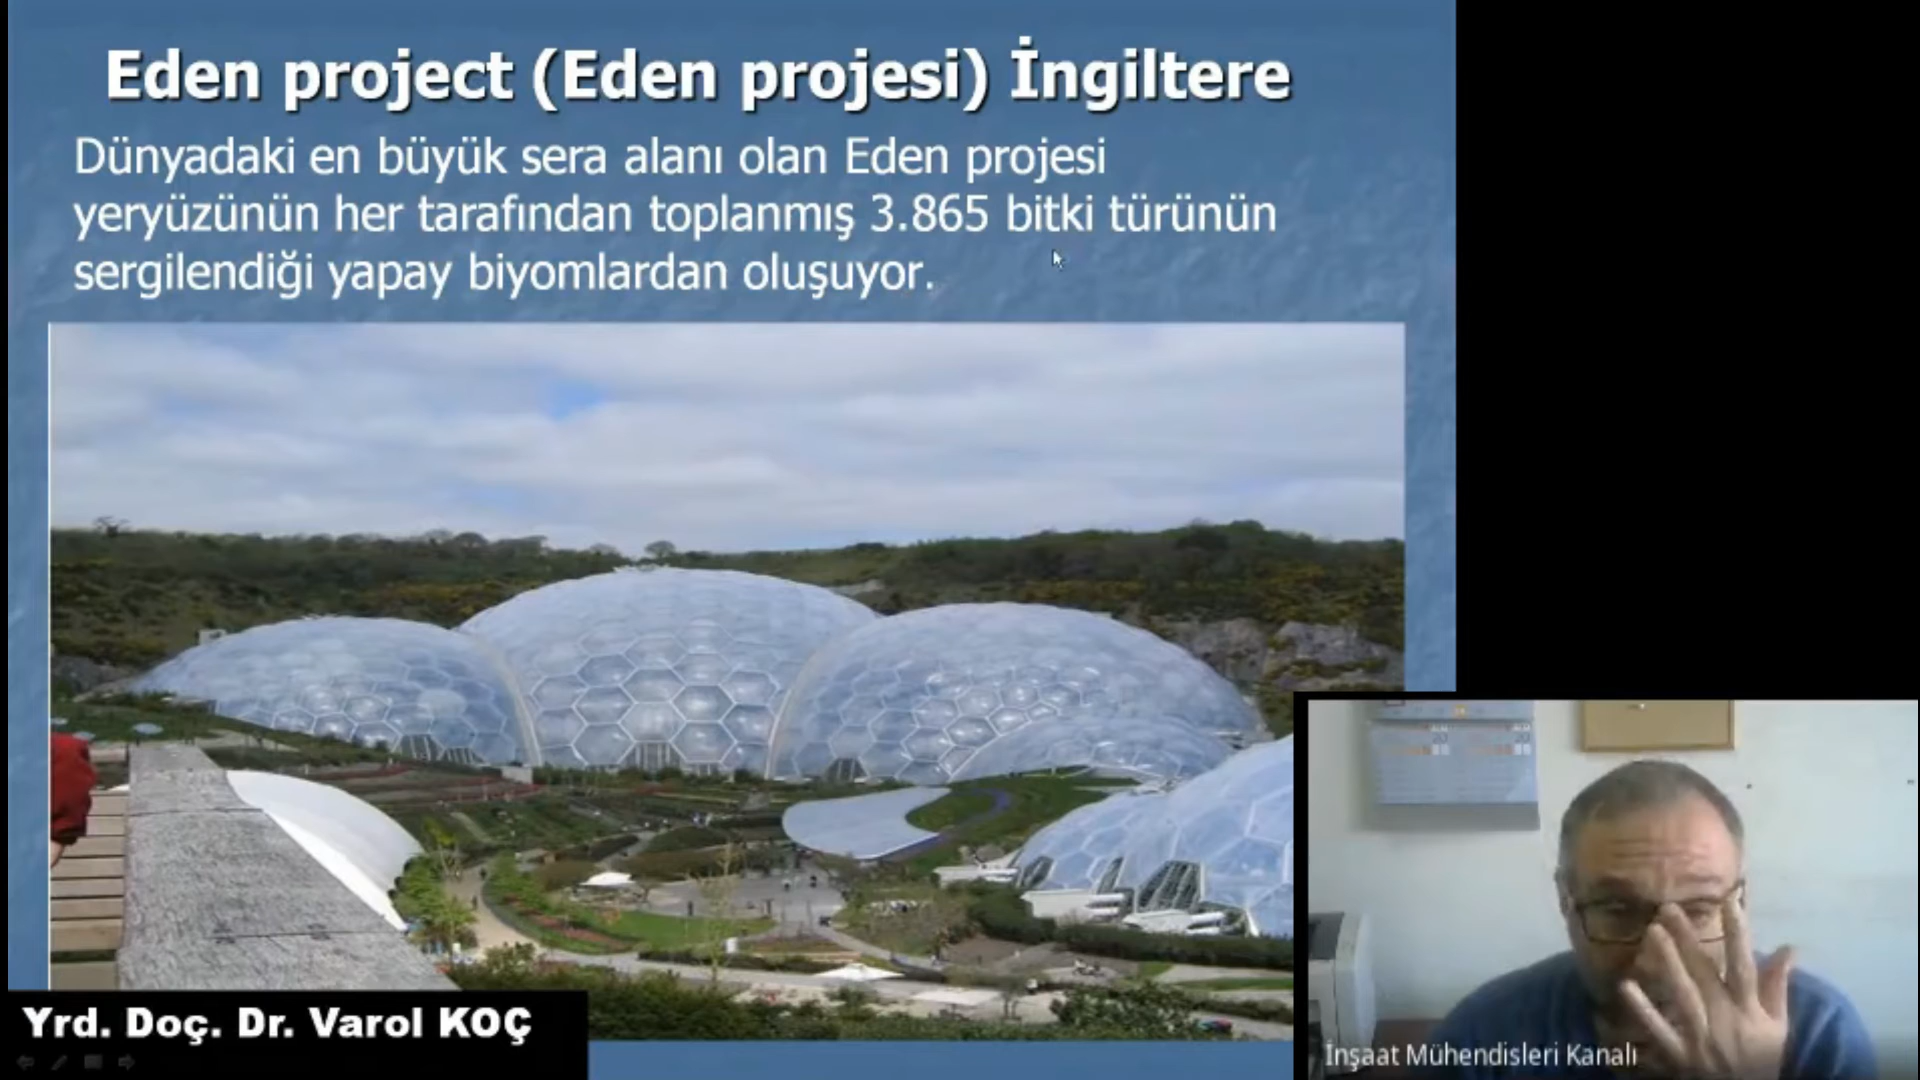 Eden project (Eden projesi) İngiltere
Dünyadaki en büyük sera alanı olan Eden projesi
yeryüzünün her tarafından toplanmış 3.865 bitki türünün
sergilendiği yapay biyomlardan oluşuyor.
Yrd. Doç. Dr. Varol KOÇ
İnşaat Mühendisleri Kanalı